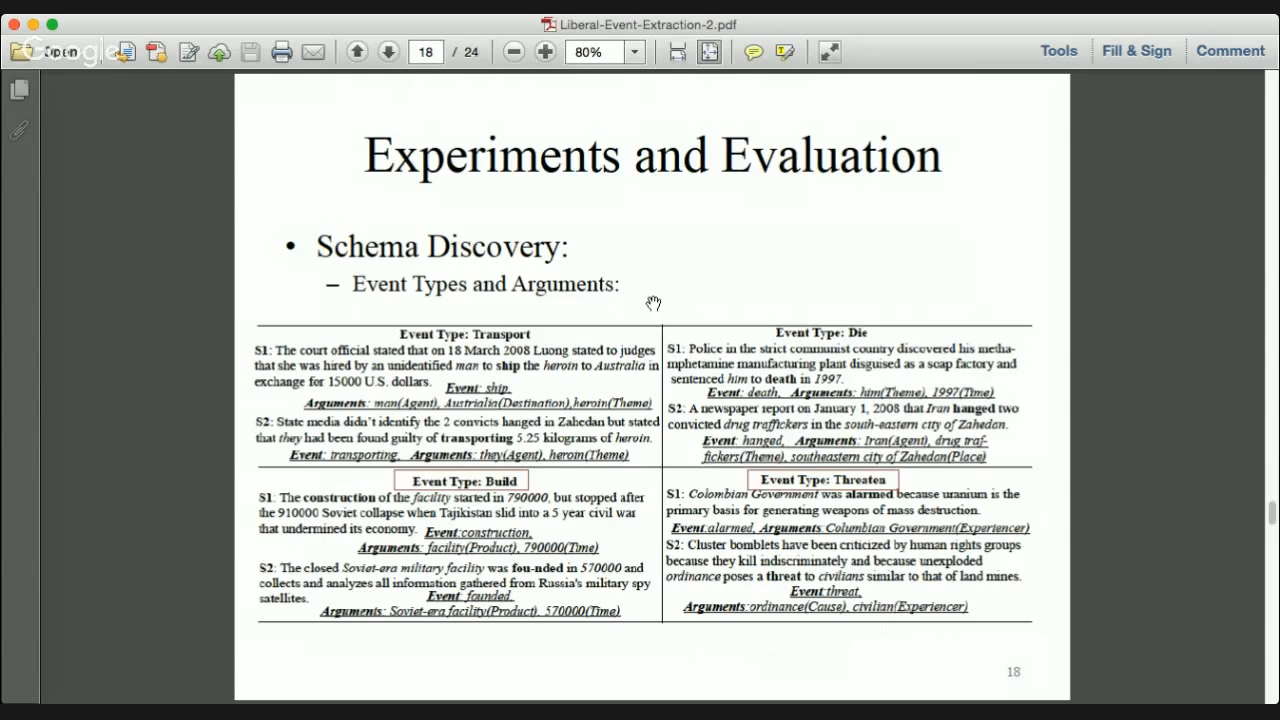 Liberal-Event-Extraction-2.pdf
Google
Open
18 / 24
80%
Tools
Fill & Sign
Comment
Experiments and Evaluation
• Schema Discovery:
– Event Types and Arguments:
Event Type: Transport
S1: The court official stated that on 18 March 2008 Luong stated to judges
that she was hired by an unidentified man to ship the heroin to Australia in
exchange for 15000 U.S. dollars.
Event: ship,
Arguments: man(Agent), Austrialia(Destination),heroin(Theme)
S2: State media didn't identify the 2 convicts hanged in Zahedan but stated
that they had been found guilty of transporting 5.25 kilograms of heroin.
Event: transporting, Arguments: they(Agent), heroin(Theme)
Event Type: Die
S1: Police in the strict communist country discovered his metha-
mphetamine manufacturing plant disguised as a soap factory and
sentenced him to death in 1997.
Event: death, Arguments: him(Theme), 1997(Time)
S2: A newspaper report on January 1, 2008 that Iran hanged two
convicted drug traffickers in the south-eastern city of Zahedan.
Event: hanged, Arguments: Iran(Agent), drug traf-
fickers(Theme), southeastern city of Zahedan(Place)
Event Type: Build
S1: The construction of the facility started in 790000, but stopped after
the 910000 Soviet collapse when Tajikistan slid into a 5 year civil war
that undermined its economy.
Event:construction,
Arguments: facility(Product), 790000(Time)
S2: The closed Soviet-era military facility was fou-nded in 570000 and
collects and analyzes all information gathered from Russia's military spy
satellites.
Event: founded,
Arguments: Soviet-era facility(Product), 570000(Time)
Event Type: Threaten
S1: Colombian Government was alarmed because uranium is the
primary basis for generating weapons of mass destruction.
Event:alarmed, Arguments:Columbian Government(Experiencer)
S2: Cluster bomblets have been criticized by human rights groups
because they kill indiscriminately and because unexploded
ordinance poses a threat to civilians similar to that of land mines.
Event:threat,
Arguments:ordinance(Cause), civilian(Experiencer)
18